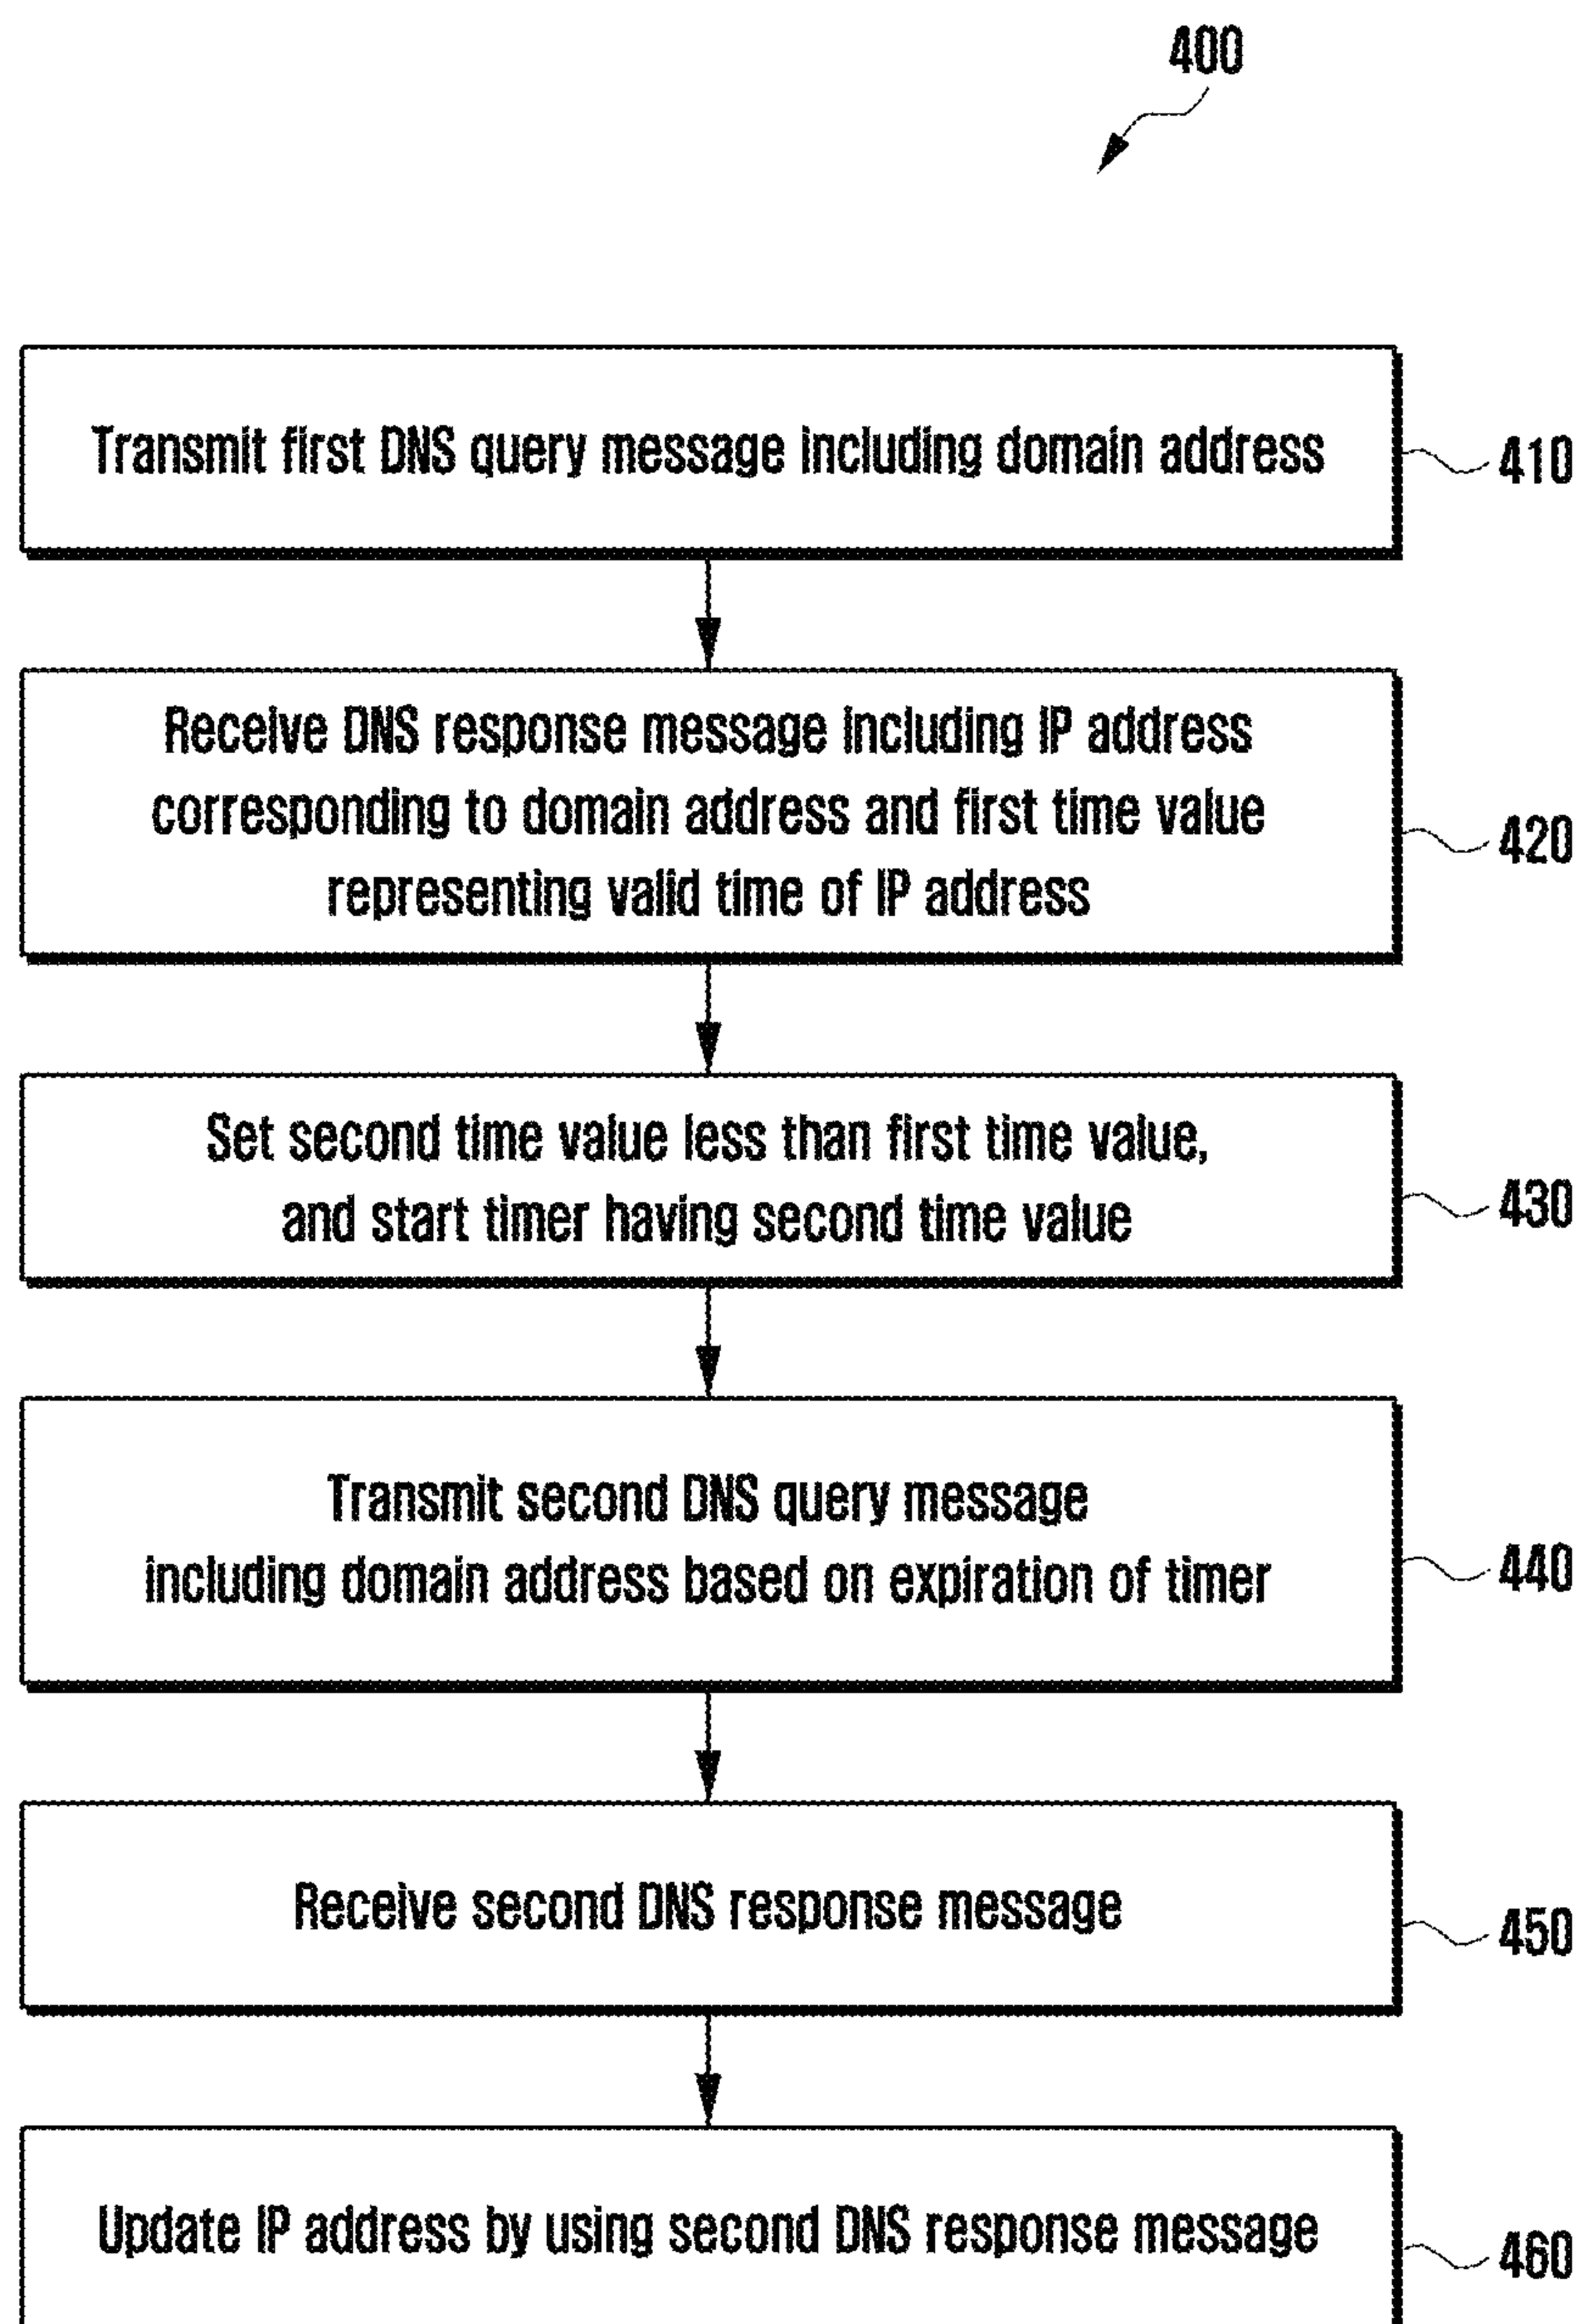 400
Transmit first DNS query message including domain address
410
Receive DNS response message including IP address
corresponding to domain address and first time value
representing valid time of IP address
420
Set second time value less than first time value,
and start timer having second time value
430
Transmit second DNS query message
including domain address based on expiration of timer
440
Receive second DNS response message
450
Update IP address by using second DNS response message
460